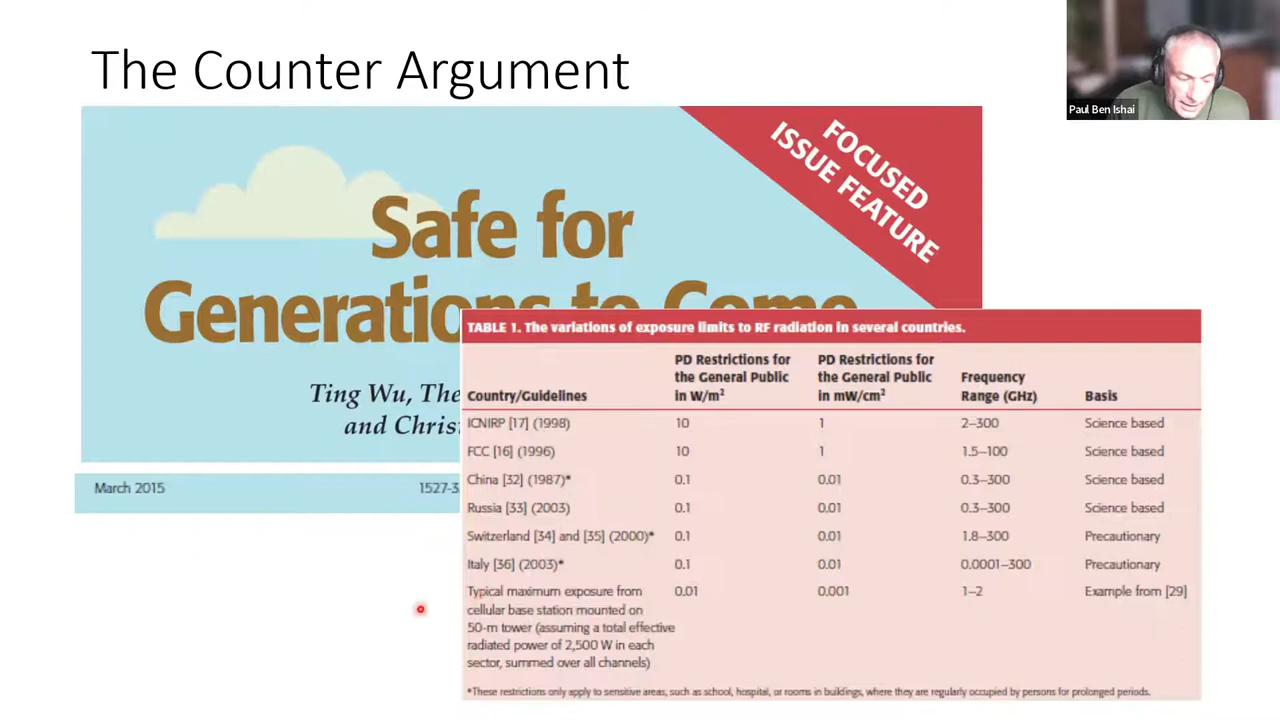 The Counter Argument
Paul Ben Ishai
FOCUSED
ISSUE FEATURE
Safe for
Generations to Come
Ting Wu, The
and Chris
March 2015 1527-3
TABLE 1. The variations of exposure limits to RF radiation in several countries.
Country/Guidelines PD Restrictions for the General Public in W/m² PD Restrictions for the General Public in mW/cm² Frequency Range (GHz) Basis
ICNIRP [17] (1998) 10 1 2–300 Science based
FCC [16] (1996) 10 1 1.5–100 Science based
China [32] (1987)* 0.1 0.01 0.3–300 Science based
Russia [33] (2003) 0.1 0.01 0.3–300 Science based
Switzerland [34] and [35] (2000)* 0.1 0.01 1.8–300 Precautionary
Italy [36] (2003)* 0.1 0.01 0.0001–300 Precautionary
Typical maximum exposure from 0.01 0.001 1–2 Example from [29]
cellular base station mounted on
50-m tower (assuming a total effective
radiated power of 2,500 W in each
sector, summed over all channels)
*These restrictions only apply to sensitive areas, such as school, hospital, or rooms in buildings, where they are regularly occupied by persons for prolonged periods.